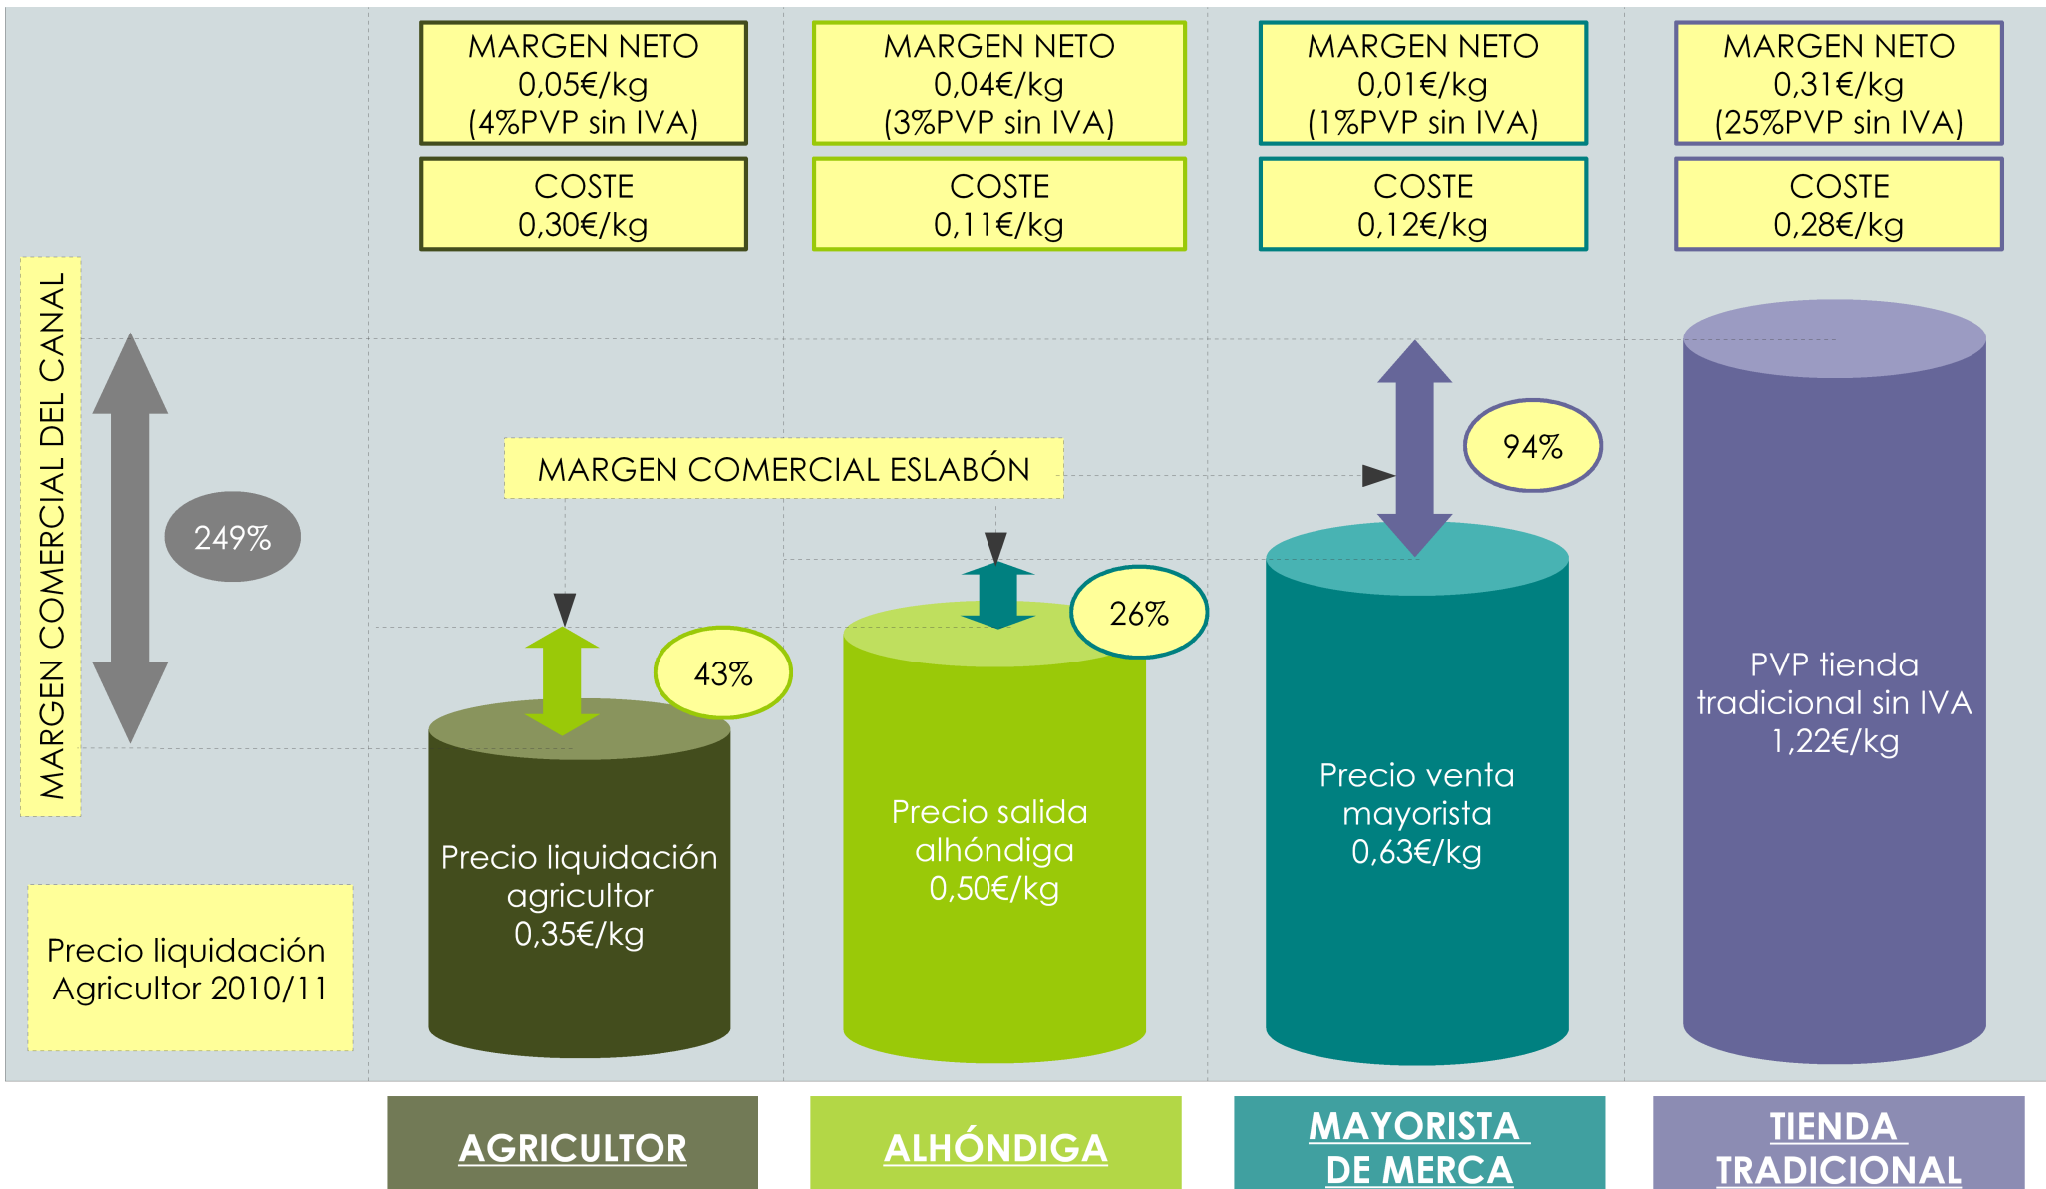 MARGEN NETO
0,05€/kg
(4%PVP sin IVA)
MARGEN NETO
0,04€/kg
(3%PVP sin IVA)
MARGEN NETO
0,01€/kg
(1%PVP sin IVA)
MARGEN NETO
0,31€/kg
(25%PVP sin IVA)
COSTE
0,30€/kg
COSTE
0,11€/kg
COSTE
0,12€/kg
COSTE
0,28€/kg
MARGEN COMERCIAL DEL CANAL
249%
MARGEN COMERCIAL ESLABÓN
43%
26%
94%
Precio liquidación
Agricultor 2010/11
Precio liquidación
agricultor
0,35€/kg
Precio salida
alhóndiga
0,50€/kg
Precio venta
mayorista
0,63€/kg
PVP tienda
tradicional sin IVA
1,22€/kg
AGRICULTOR
ALHÓNDIGA
MAYORISTA
DE MERCA
TIENDA
TRADICIONAL